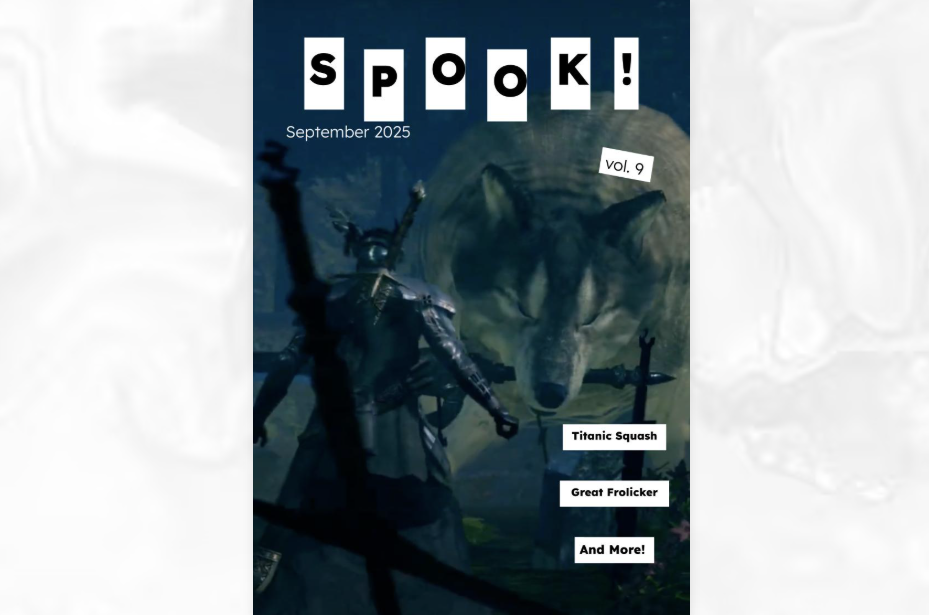 SPOOK!
September 2025
vol. 9
Titanic Squash
Great Frolicker
And More!